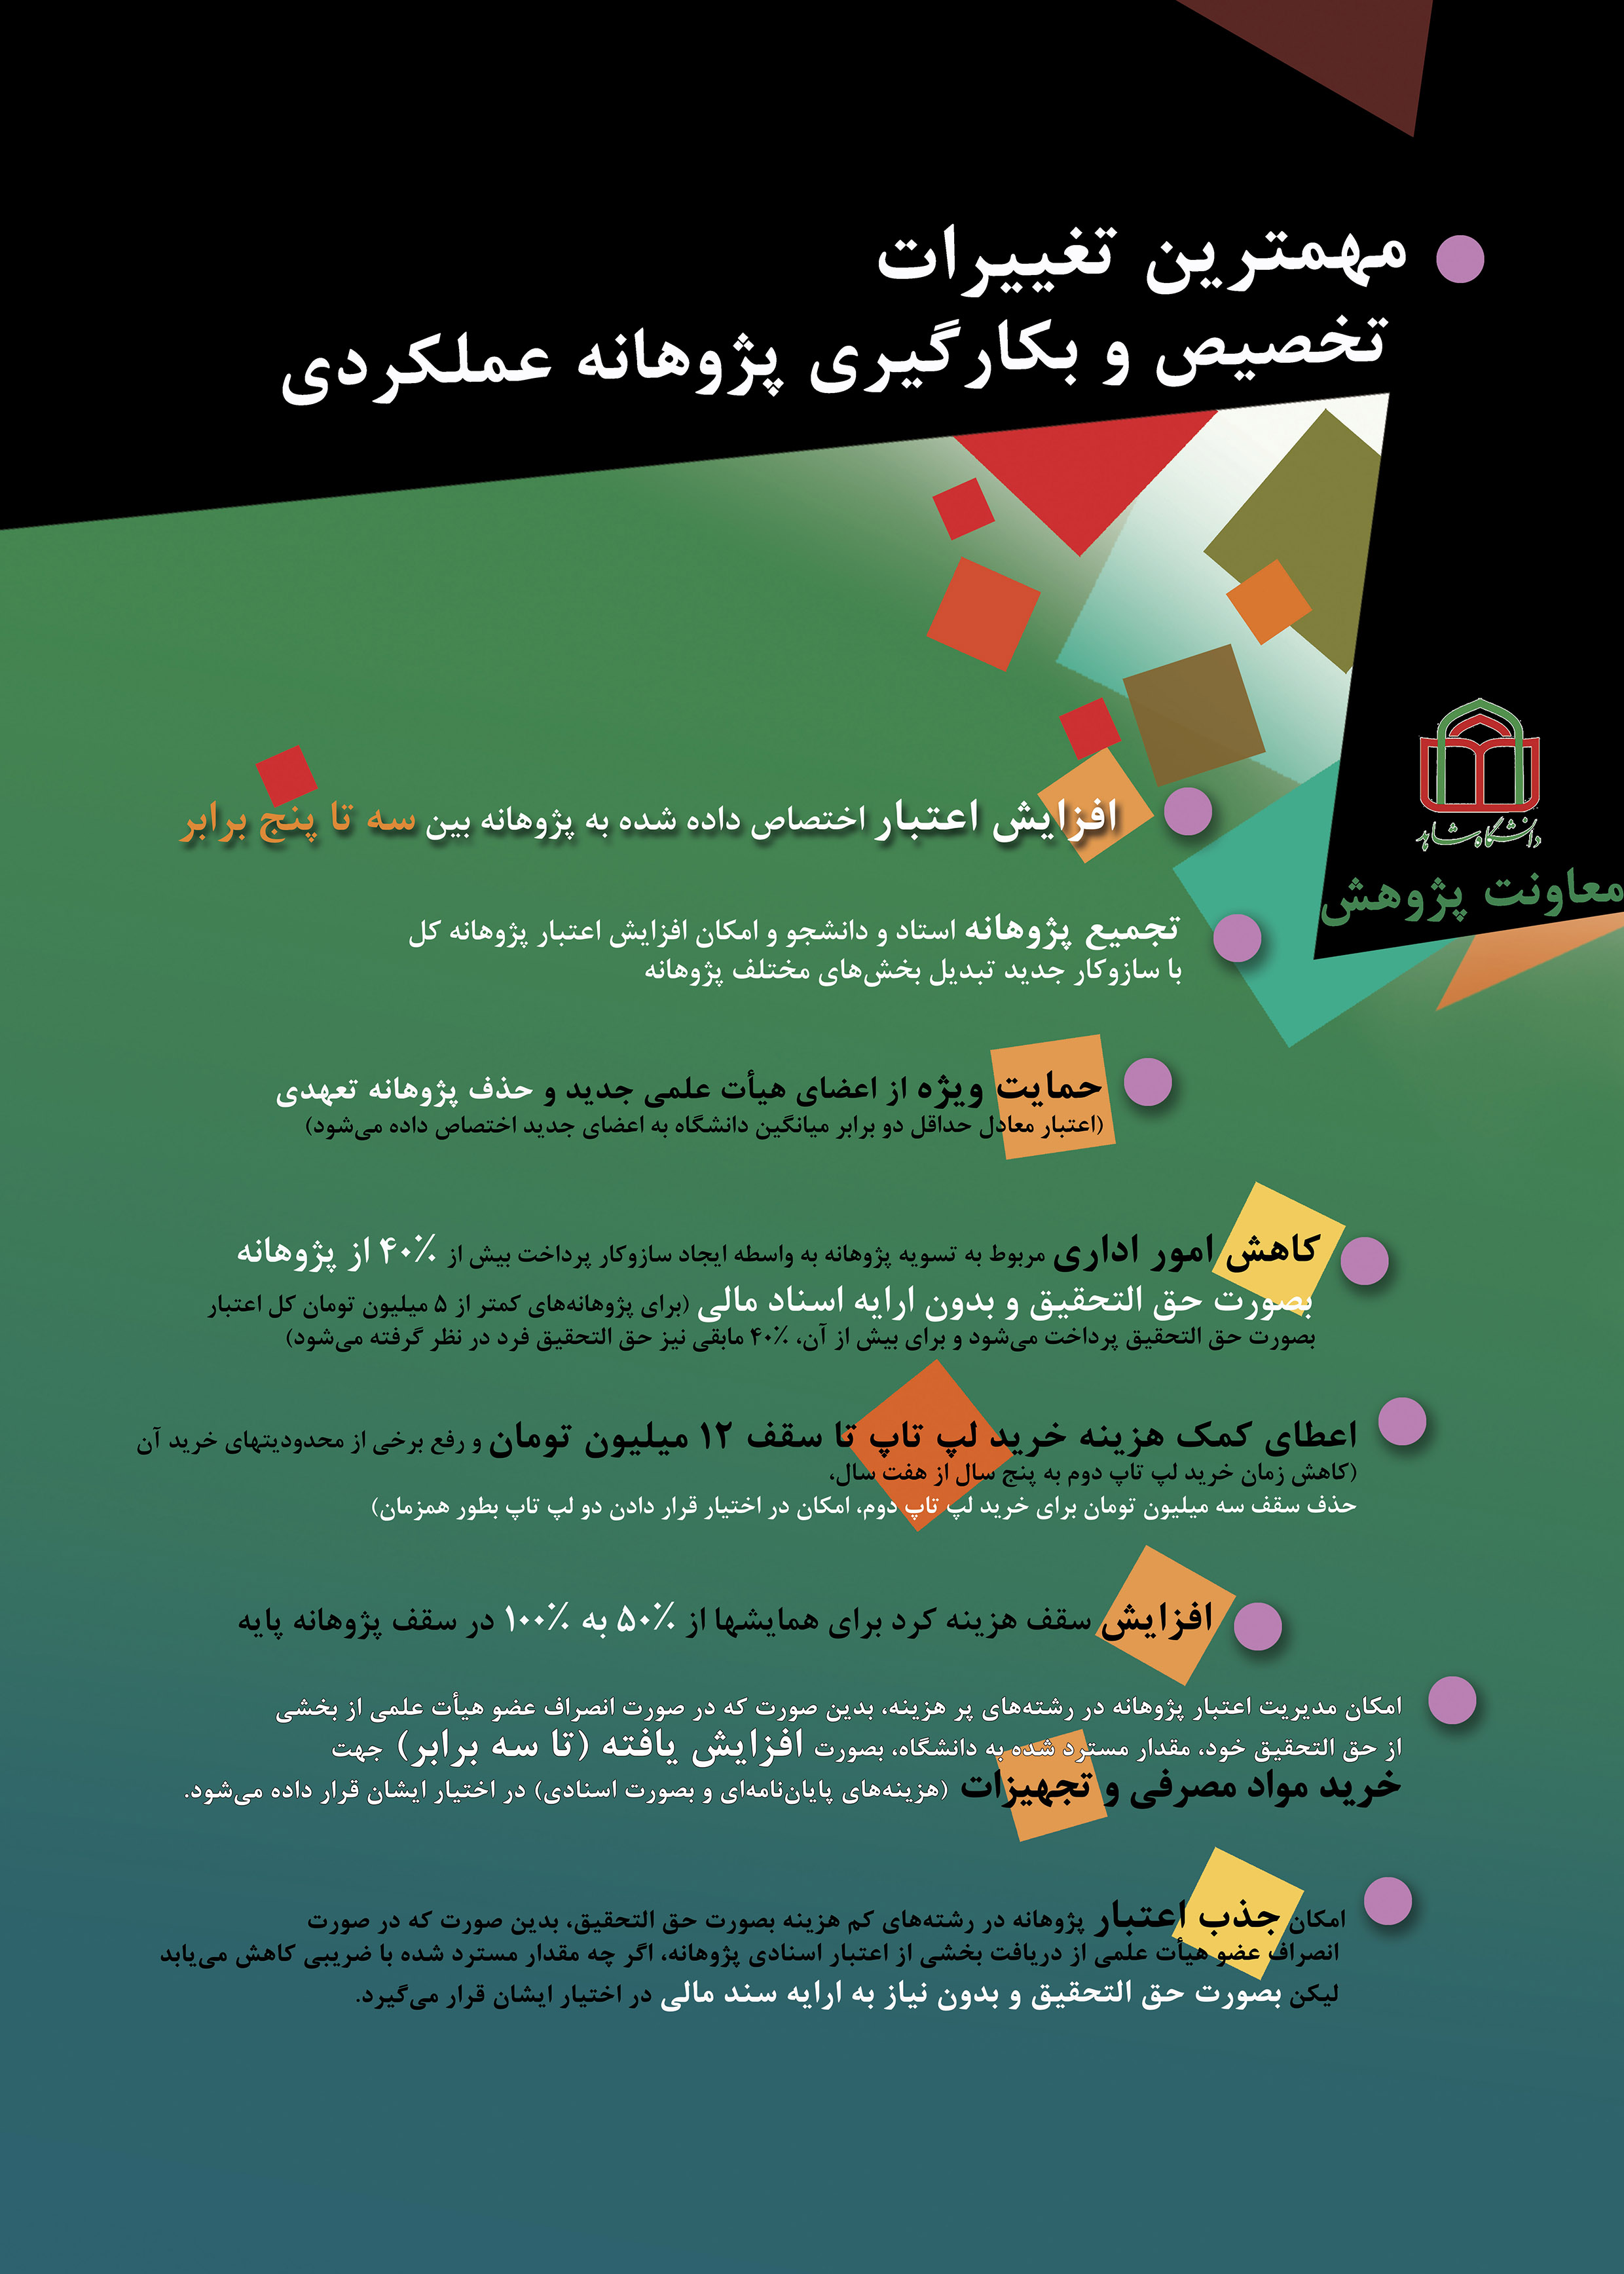 مهمترین تغییرات
تخصیص و بکارگیری پژوهانه عملکردی
دانشگاه شاهد
معاونت پژوهش
افزایش اعتبار اختصاص داده شده به پژوهانه بین سه تا پنج برابر
تجمیع پژوهانه استاد و دانشجو و امکان افزایش اعتبار پژوهانه کل
با سازوکار جدید تبدیل بخش‌های مختلف پژوهانه
حمایت ویژه از اعضای هیأت علمی جدید و حذف پژوهانه تعهدی
(اعتبار معادل حداقل دو برابر میانگین دانشگاه به اعضای جدید اختصاص داده می‌شود)
کاهش امور اداری مربوط به تسویه پژوهانه به واسطه ایجاد سازوکار پرداخت بیش از ۴۰٪ از پژوهانه
بصورت حق التحقیق و بدون ارایه اسناد مالی (برای پژوهانه‌های کمتر از ۵ میلیون تومان کل اعتبار
بصورت حق التحقیق پرداخت می‌شود و برای بیش از آن، ۴۰٪ مابقی نیز حق التحقیق فرد در نظر گرفته می‌شود)
اعطای کمک هزینه خرید لپ تاپ تا سقف ۱۲ میلیون تومان و رفع برخی از محدودیتهای خرید آن
(کاهش زمان خرید لپ تاپ دوم به پنج سال از هفت سال،
حذف سقف سه میلیون تومان برای خرید لپ تاپ دوم، امکان در اختیار قرار دادن دو لپ تاپ بطور همزمان)
افزایش سقف هزینه کرد برای همایشها از ۵۰٪ به ۱۰۰٪ در سقف پژوهانه پایه
امکان مدیریت اعتبار پژوهانه در رشته‌های پر هزینه، بدین صورت که در صورت انصراف عضو هیأت علمی از بخشی
از حق التحقیق خود، مقدار مسترد شده به دانشگاه، بصورت افزایش یافته (تا سه برابر) جهت
خرید مواد مصرفی و تجهیزات (هزینه‌های پایان‌نامه‌ای و بصورت اسنادی) در اختیار ایشان قرار داده می‌شود.
امکان جذب اعتبار پژوهانه در رشته‌های کم هزینه بصورت حق التحقیق، بدین صورت که در صورت
انصراف عضو هیأت علمی از دریافت بخشی از اعتبار اسنادی پژوهانه، اگر چه مقدار مسترد شده با ضریبی کاهش می‌یابد
لیکن بصورت حق التحقیق و بدون نیاز به ارایه سند مالی در اختیار ایشان قرار می‌گیرد.